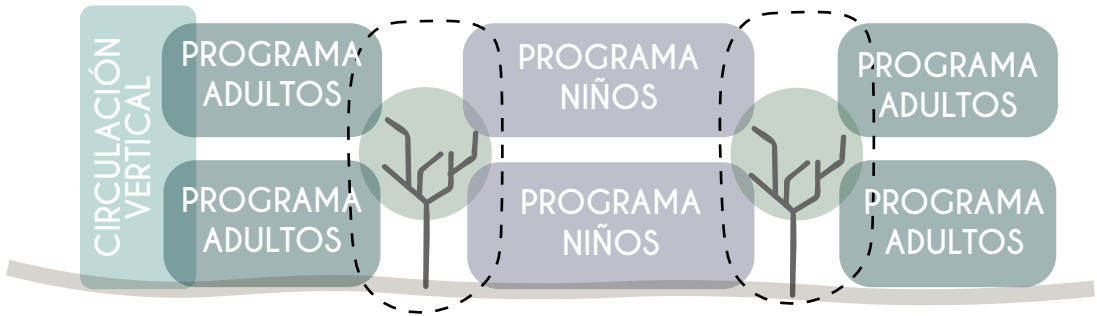 CIRCULACIÓN
VERTICAL
PROGRAMA
ADULTOS
PROGRAMA
NIÑOS
PROGRAMA
ADULTOS
PROGRAMA
ADULTOS
PROGRAMA
NIÑOS
PROGRAMA
ADULTOS